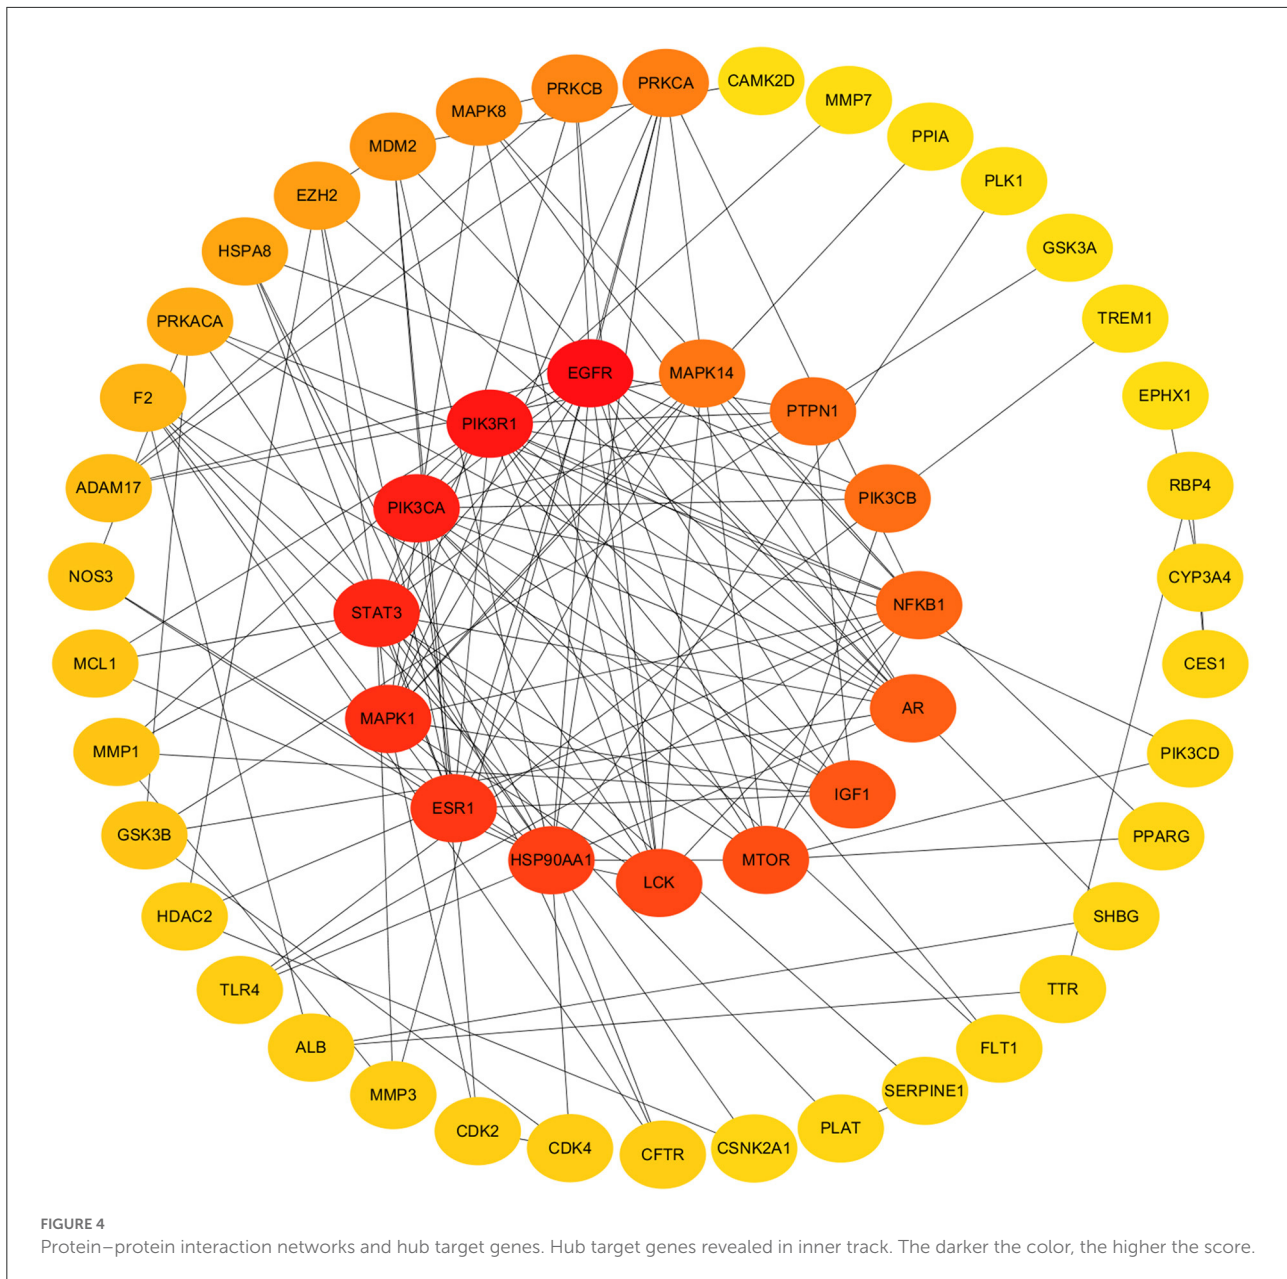 PRKCA
CAMK2D
PRKCB
MMP7
MAPK8
PPIA
MDM2
PLK1
EZH2
GSK3A
HSPA8
TREM1
PRKACA
EGFR
MAPK14
EPHX1
F2
PTPN1
PIK3R1
RBP4
ADAM17
PIK3CB
PIK3CA
NOS3
CYP3A4
NFKB1
STAT3
MCL1
CES1
AR
MAPK1
MMP1
PIK3CD
IGF1
ESR1
GSK3B
PPARG
HSP90AA1
MTOR
LCK
HDAC2
SHBG
TLR4
TTR
ALB
FLT1
MMP3
SERPINE1
CDK2
PLAT
CDK4
CSNK2A1
CFTR
FIGURE 4
Protein–protein interaction networks and hub target genes. Hub target genes revealed in inner track. The darker the color, the higher the score.